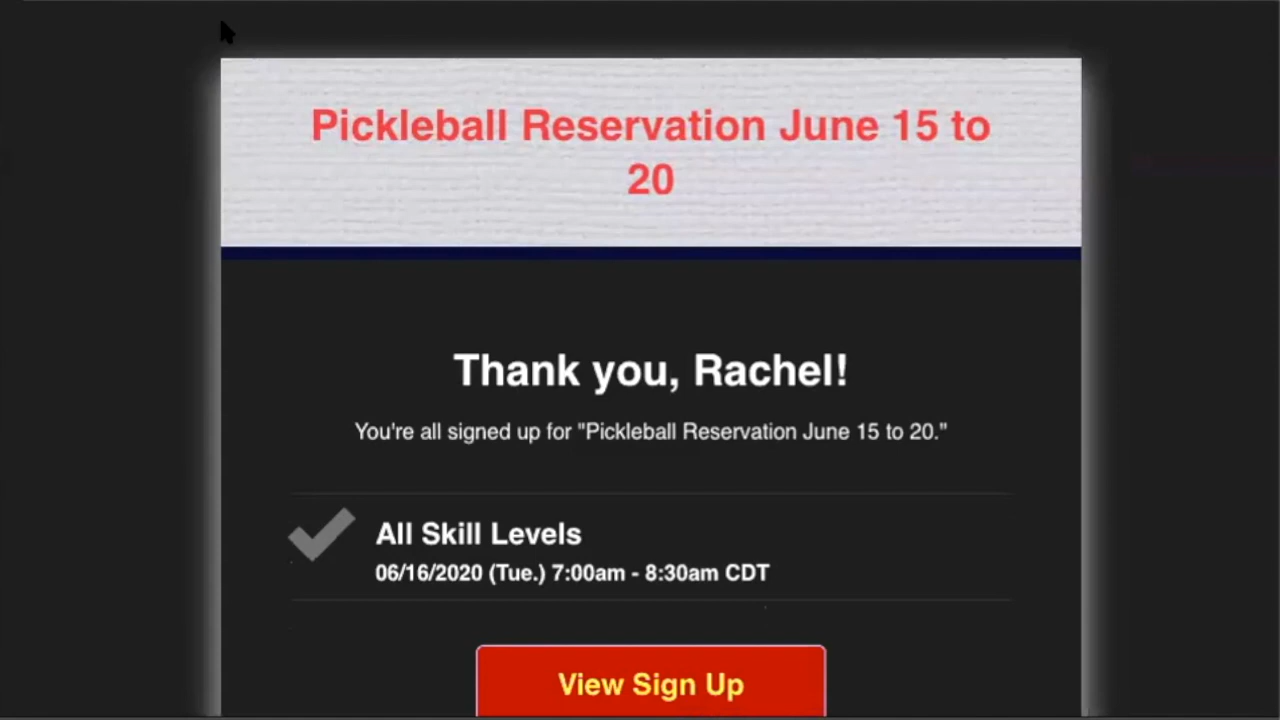 Pickleball Reservation June 15 to
20
Thank you, Rachel!
You're all signed up for "Pickleball Reservation June 15 to 20."
All Skill Levels
06/16/2020 (Tue.) 7:00am - 8:30am CDT
View Sign Up